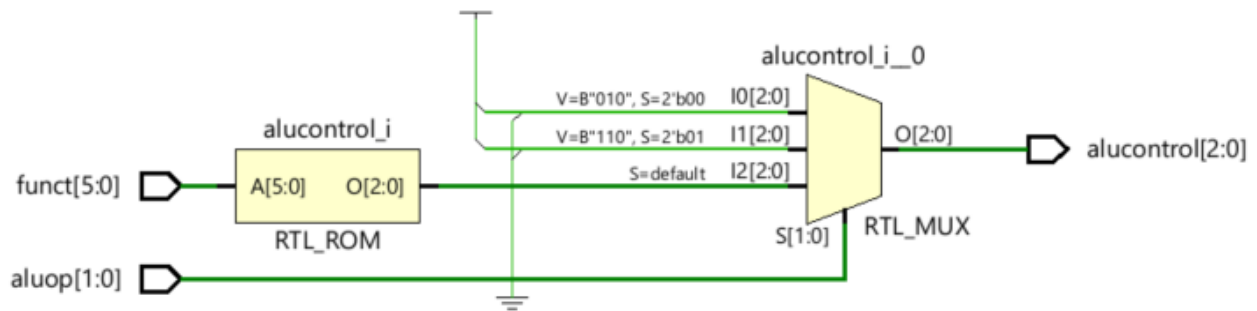 alucontrol_i__0
V=B"010", S=2'b00 I0[2:0]
alucontrol_i
V=B"110", S=2'b01 I1[2:0]
O[2:0]
alucontrol[2:0]
funct[5:0]
A[5:0] O[2:0]
S=default I2[2:0]
RTL_ROM
S[1:0]
RTL_MUX
aluop[1:0]